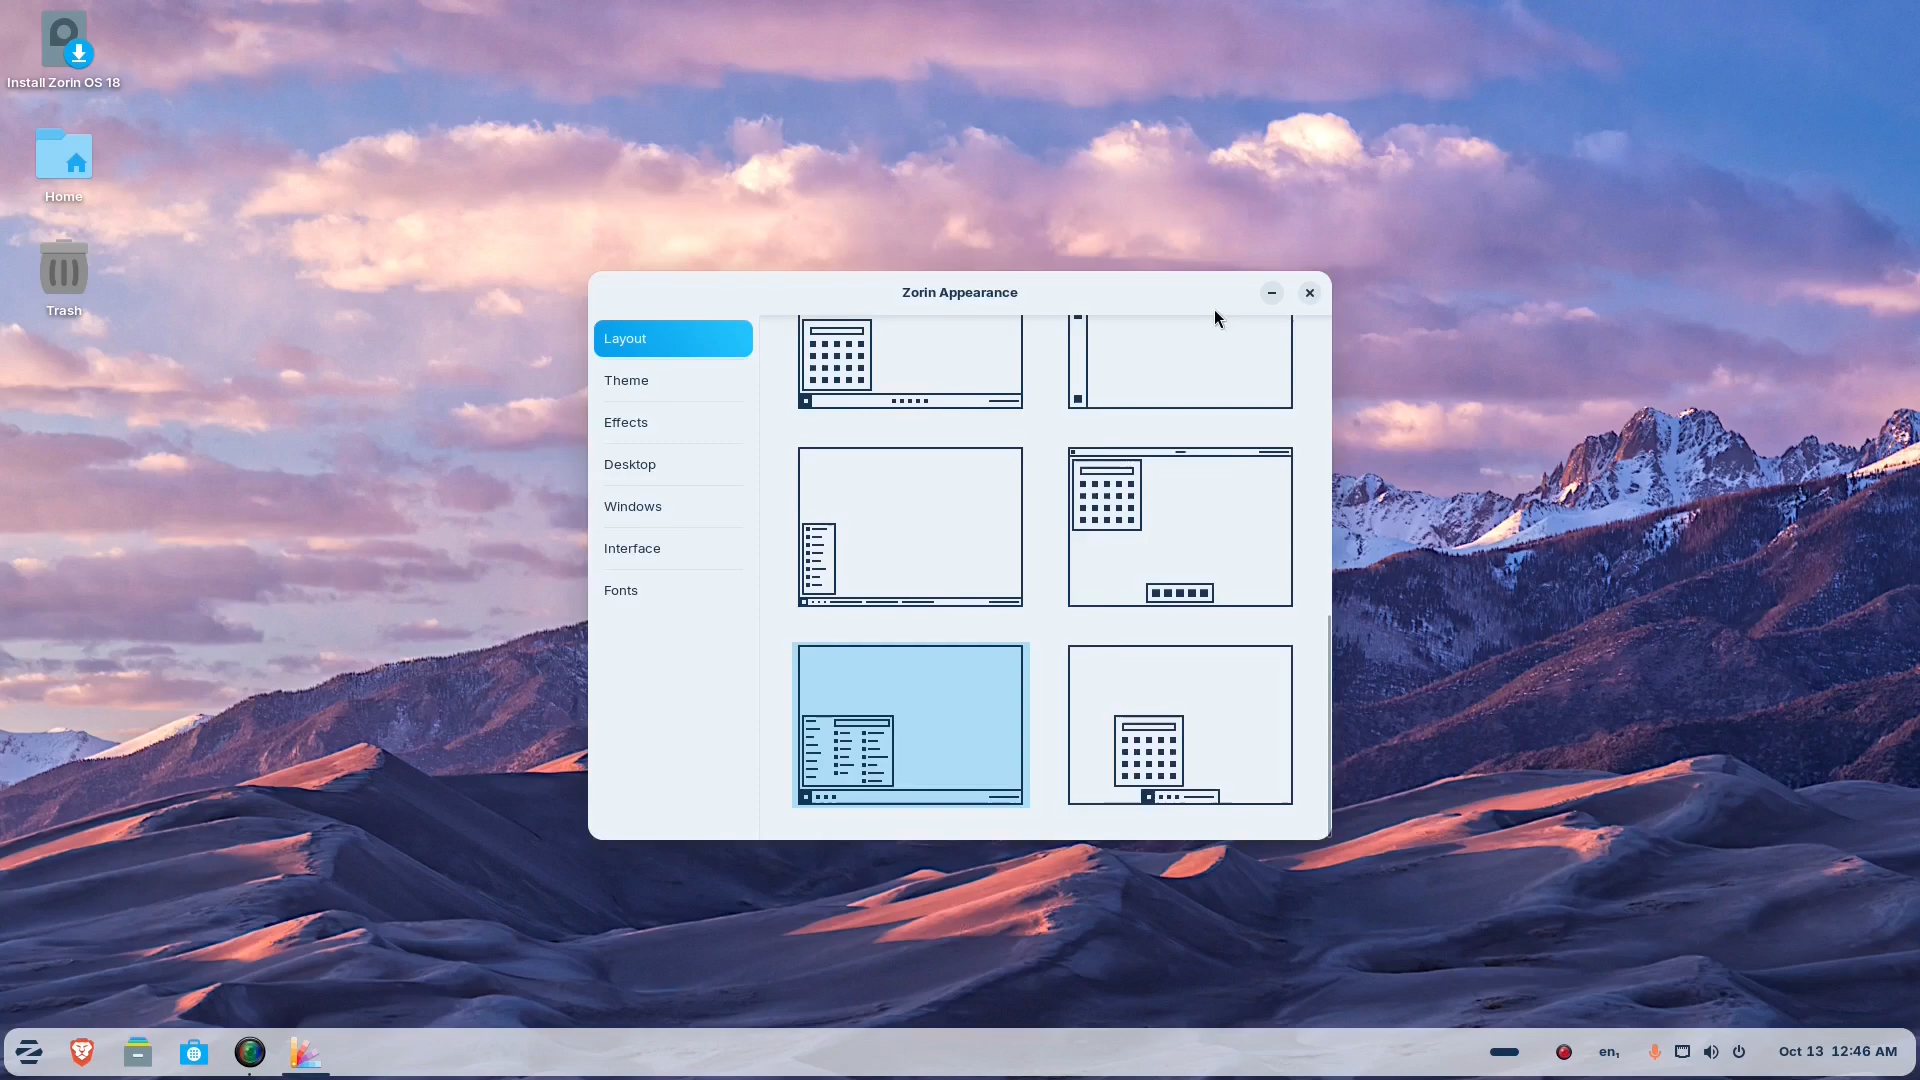 Install Zorin OS 18
Home
Trash
Zorin Appearance
Layout
Theme
Effects
Desktop
Windows
Interface
Fonts
en₁
Oct 13 12:46 AM